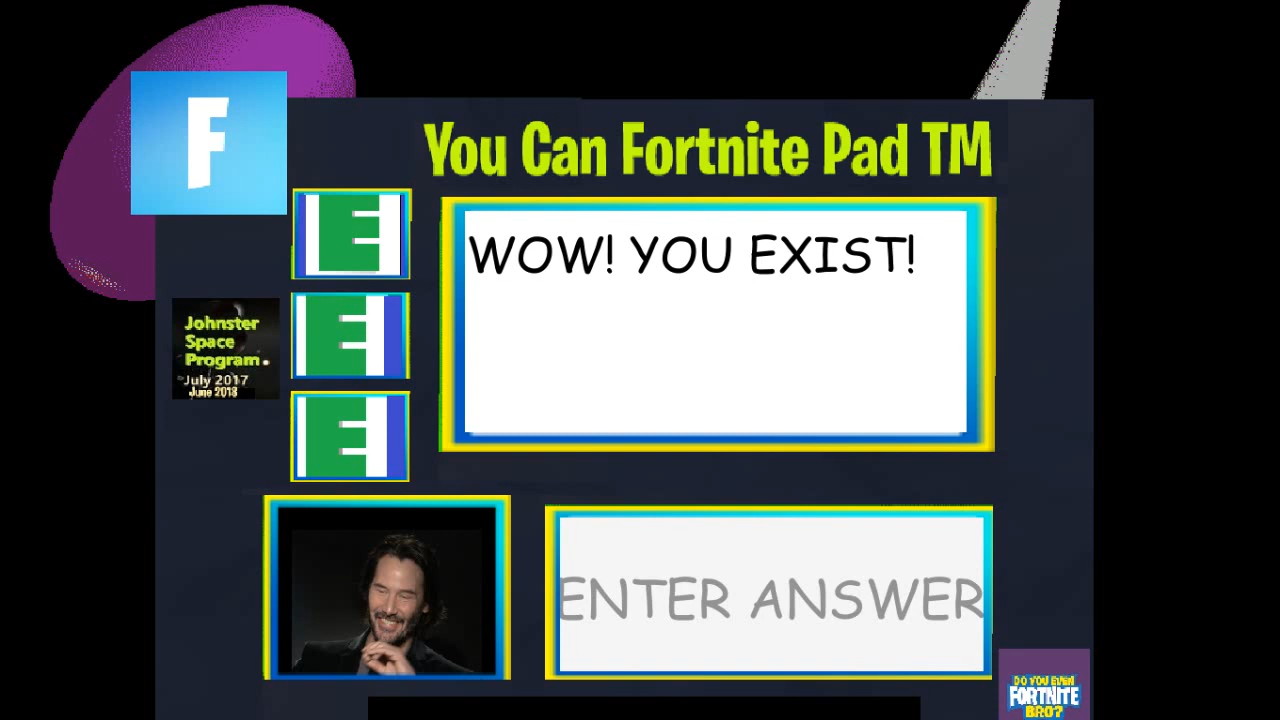 F
You Can Fortnite Pad TM
E
WOW! YOU EXIST!
E
Johnster
Space
Program.
July 2017
June 2018
E
ENTER ANSWER
DO YOU EVEN
FORTNITE
BRO?